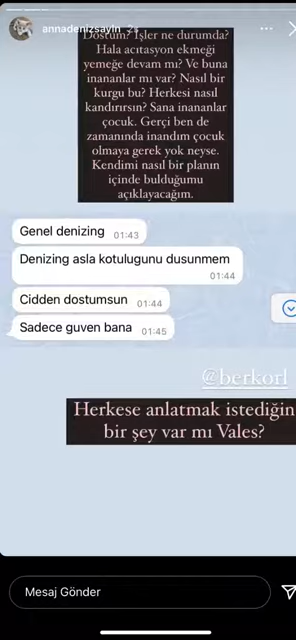 annadenizsayin 2s
Dostum? İşler ne durumda?
Hala acıtasyon ekmeği
yemeğe devam mı? Ve buna
inananlar mı var? Nasıl bir
kurgu bu? Herkesi nasıl
kandırırsın? Sana inananlar
çocuk. Gerçi ben de
zamanında inandım çocuk
olmaya gerek yok neyse.
Kendimi nasıl bir planın
içinde bulduğumu
açıklayacağım.
Genel denizing 01:43
Denizing asla kotulugunu dusunmem
01:44
Cidden dostumsun 01:44
Sadece guven bana 01:45
@berkorl
Herkese anlatmak istediğin
bir şey var mı Vales?
Mesaj Gönder